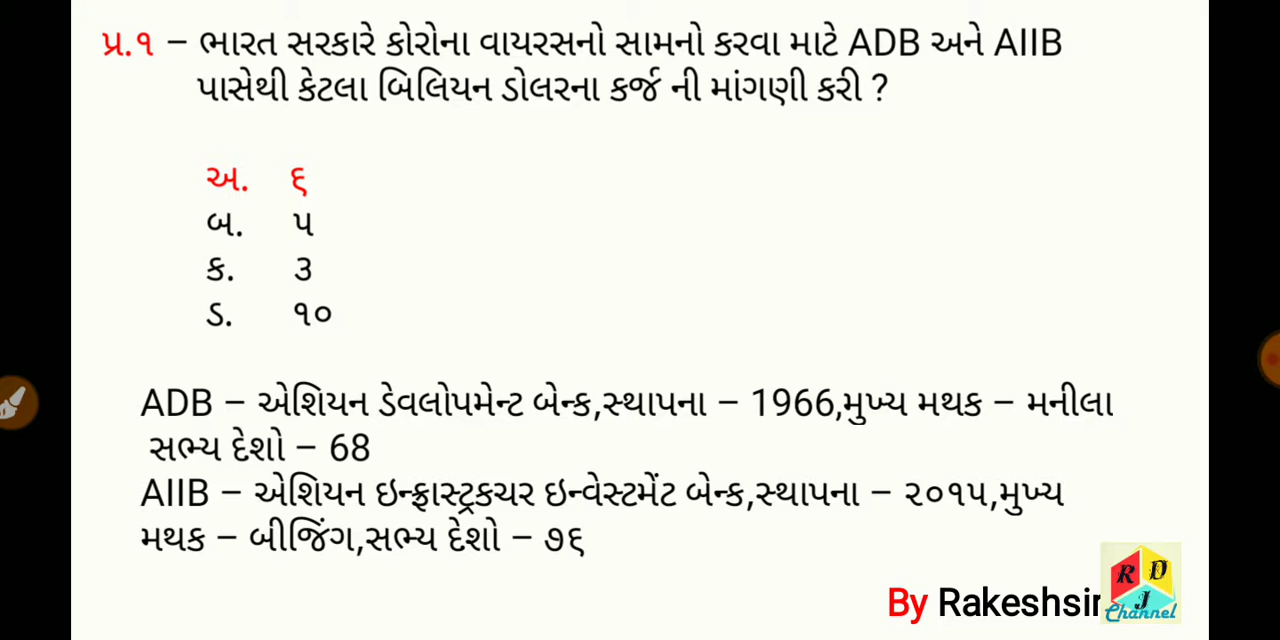 પ્ર.૧ – ભારત સરકારે કોરોના વાયરસનો સામનો કરવા માટે ADB અને AIIB
પાસેથી કેટલા બિલિયન ડોલરના કર્જ ની માંગણી કરી ?
અ. ૬
બ. ૫
ક. ૩
ડ. ૧૦
ADB – એશિયન ડેવલોપમેન્ટ બેન્ક,સ્થાપના – 1966,મુખ્ય મથક – મનીલા
સભ્ય દેશો – 68
AIIB – એશિયન ઇન્ફ્રાસ્ટ્રકચર ઇન્વેસ્ટમેંટ બેન્ક,સ્થાપના – ૨૦૧૫,મુખ્ય
મથક – બીજિંગ,સભ્ય દેશો – ૭૬
By Rakeshsir
R D
J
Channel